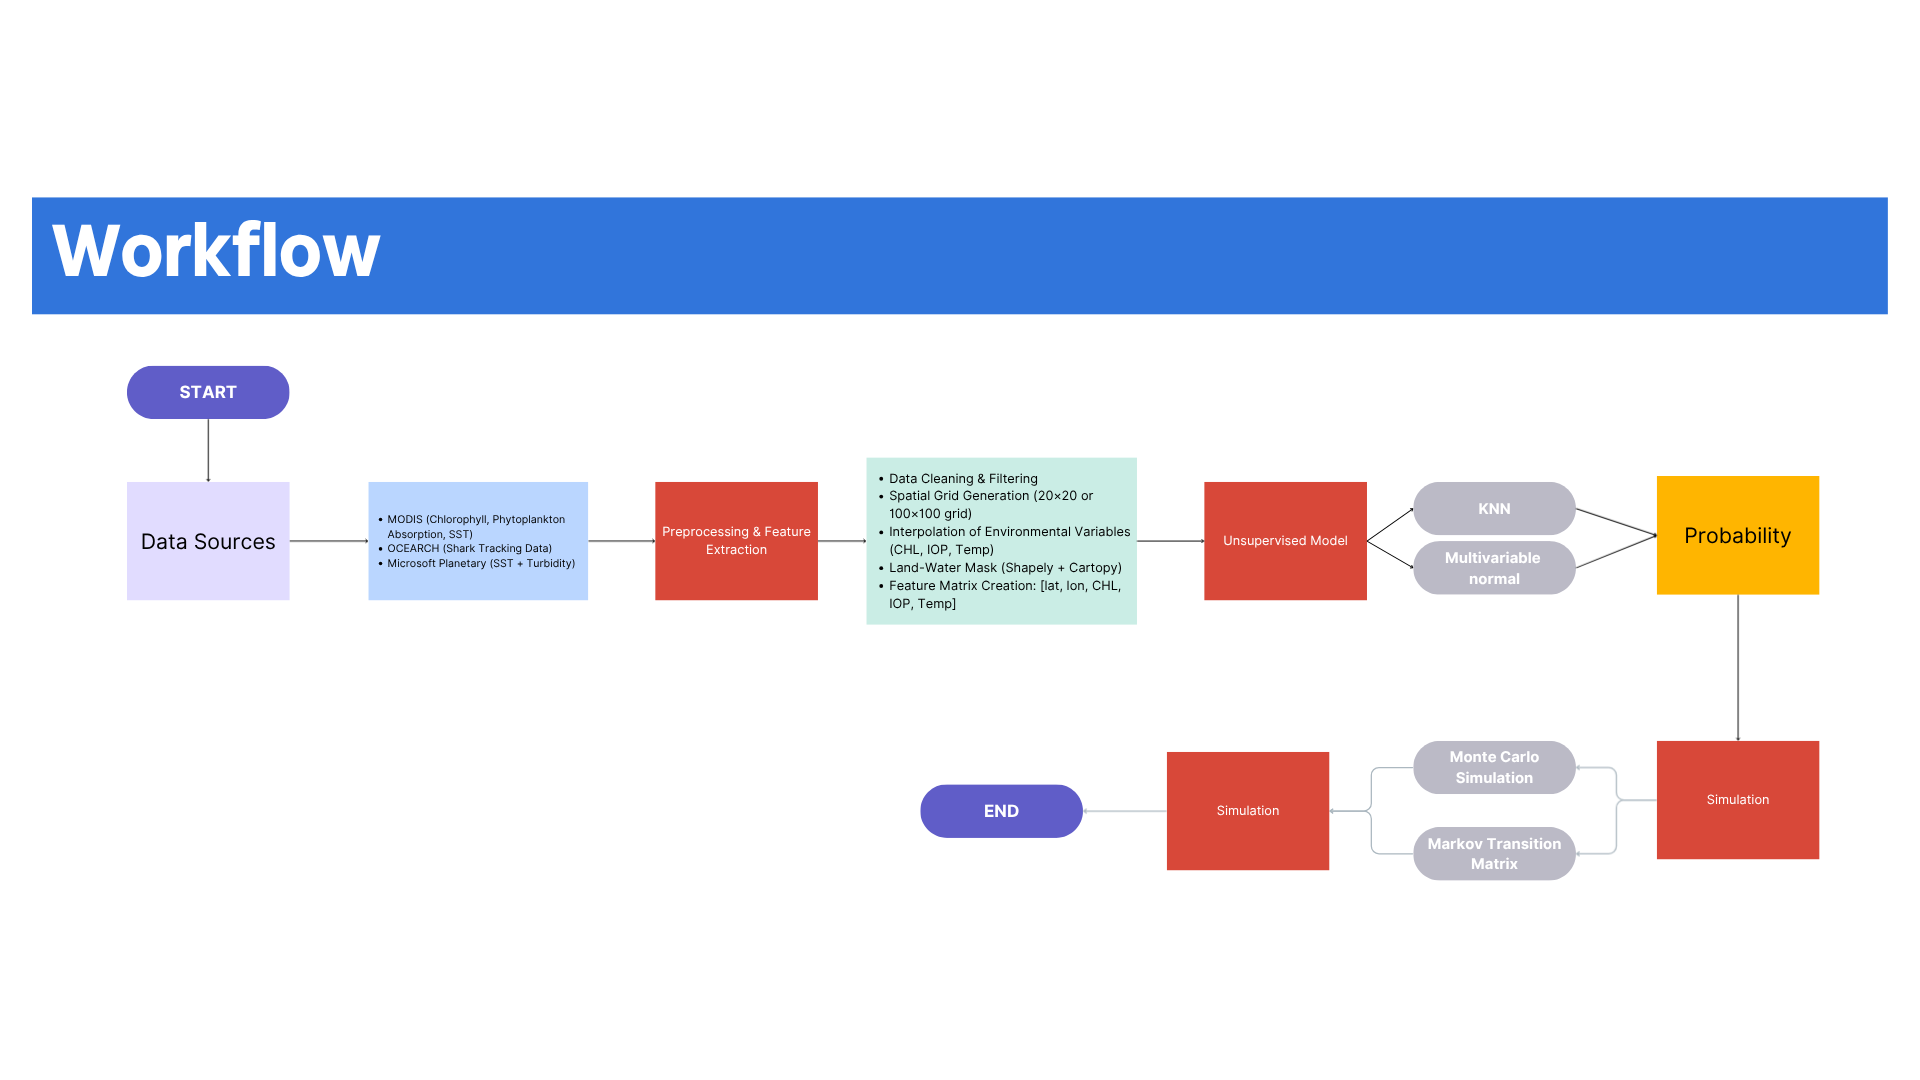 Workflow
START
Data Sources
• MODIS (Chlorophyll, Phytoplankton
Absorption, SST)
• OCEARCH (Shark Tracking Data)
• Microsoft Planetary (SST + Turbidity)
Preprocessing & Feature
Extraction
• Data Cleaning & Filtering
• Spatial Grid Generation (20×20 or
100×100 grid)
• Interpolation of Environmental Variables
(CHL, IOP, Temp)
• Land-Water Mask (Shapely + Cartopy)
• Feature Matrix Creation: [lat, lon, CHL,
IOP, Temp]
Unsupervised Model
KNN
Multivariable
normal
Probability
Simulation
Monte Carlo
Simulation
Markov Transition
Matrix
Simulation
END